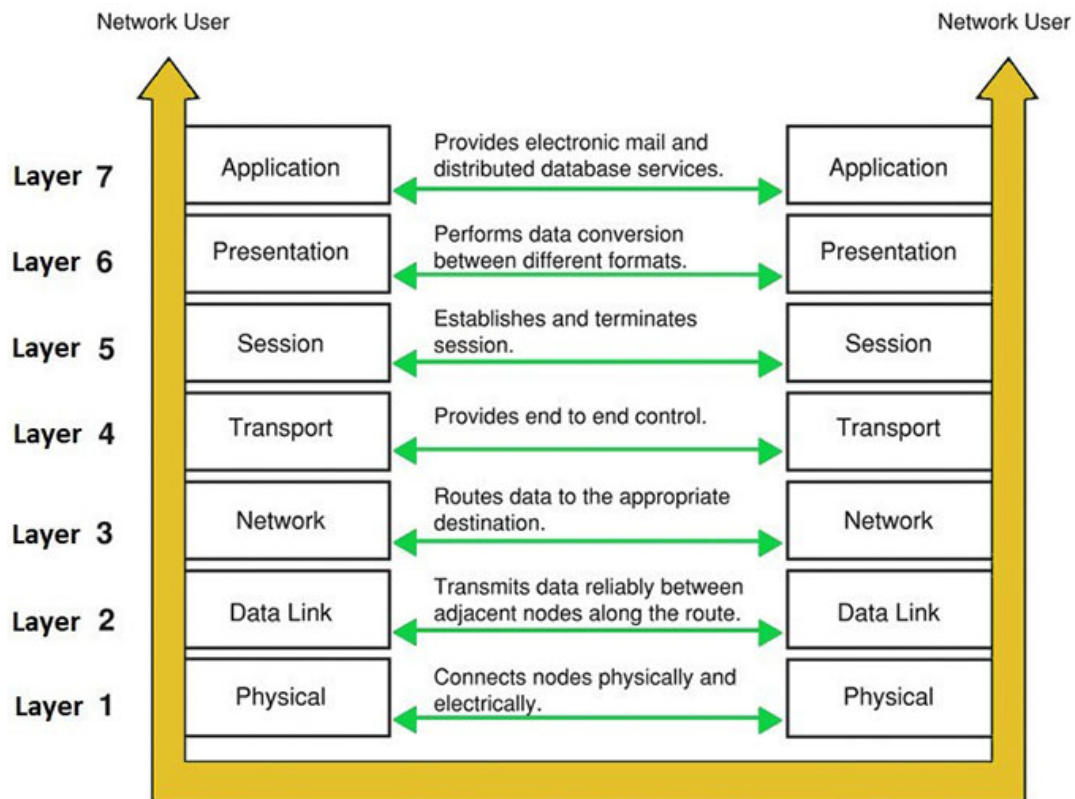 Network User
Network User
Layer 7
Application
Provides electronic mail and
distributed database services.
Application
Layer 6
Presentation
Performs data conversion
between different formats.
Presentation
Layer 5
Session
Establishes and terminates
session.
Session
Layer 4
Transport
Provides end to end control.
Transport
Layer 3
Network
Routes data to the appropriate
destination.
Network
Layer 2
Data Link
Transmits data reliably between
adjacent nodes along the route.
Data Link
Layer 1
Physical
Connects nodes physically and
electrically.
Physical